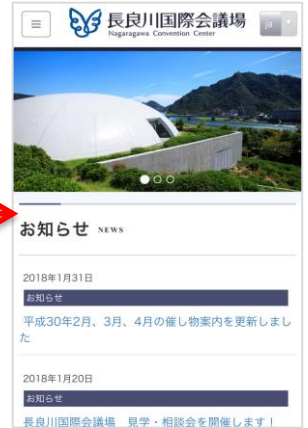 長良川国際会議場
Nagaragawa Convention Center
ja
お知らせ NEWS
2018年1月31日
お知らせ
平成30年2月、3月、4月の催し物案内を更新しまし
た
2018年1月20日
お知らせ
長良川国際会議場 見学・相談会を開催します！